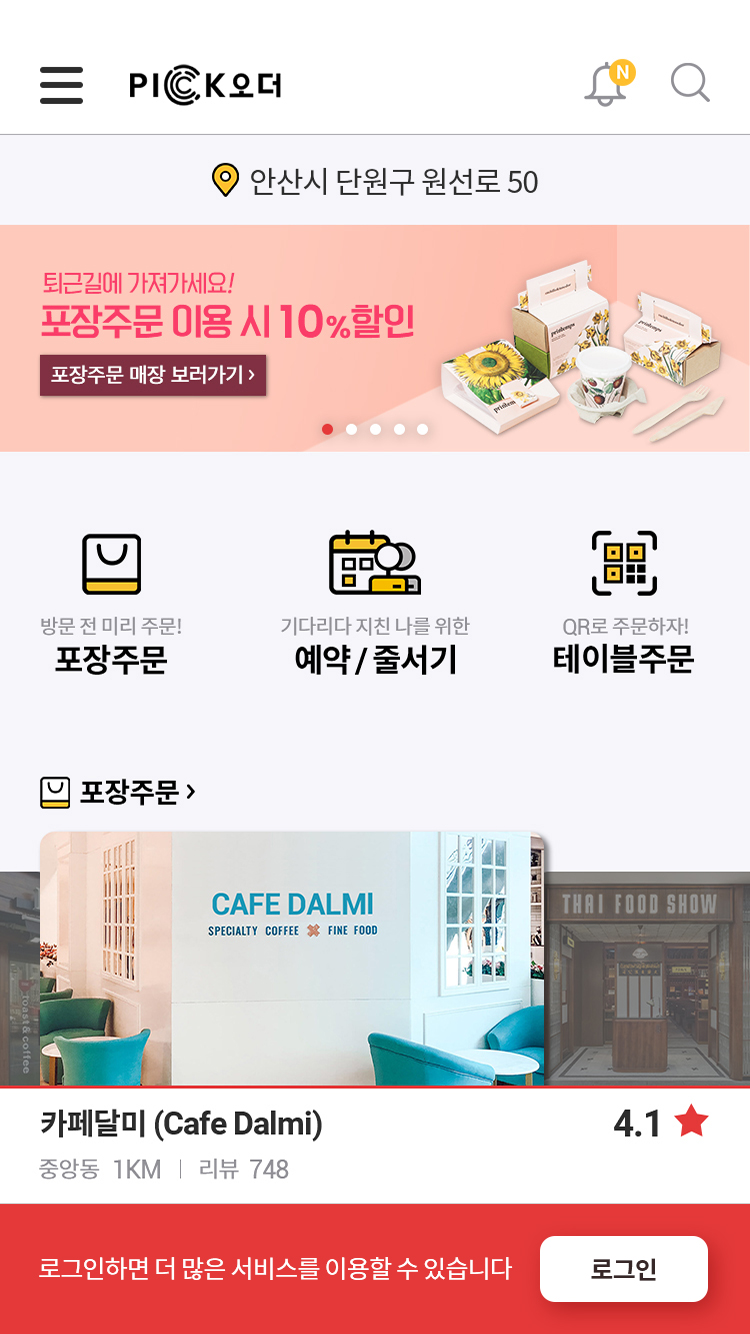 PICK오더
N
안산시 단원구 원선로 50
퇴근길에 가져가세요!
포장주문 이용 시 10%할인
포장주문 매장 보러가기 ›
printemps
방문 전 미리 주문!
포장주문
기다리다 지친 나를 위한
예약 / 줄서기
QR로 주문하자!
테이블주문
포장주문 ›
CAFE DALMI
SPECIALTY COFFEE FINE FOOD
THAI FOOD SHOW
toast & coffee
카페달미 (Cafe Dalmi)
4.1
중앙동 1KM | 리뷰 748
로그인하면 더 많은 서비스를 이용할 수 있습니다
로그인